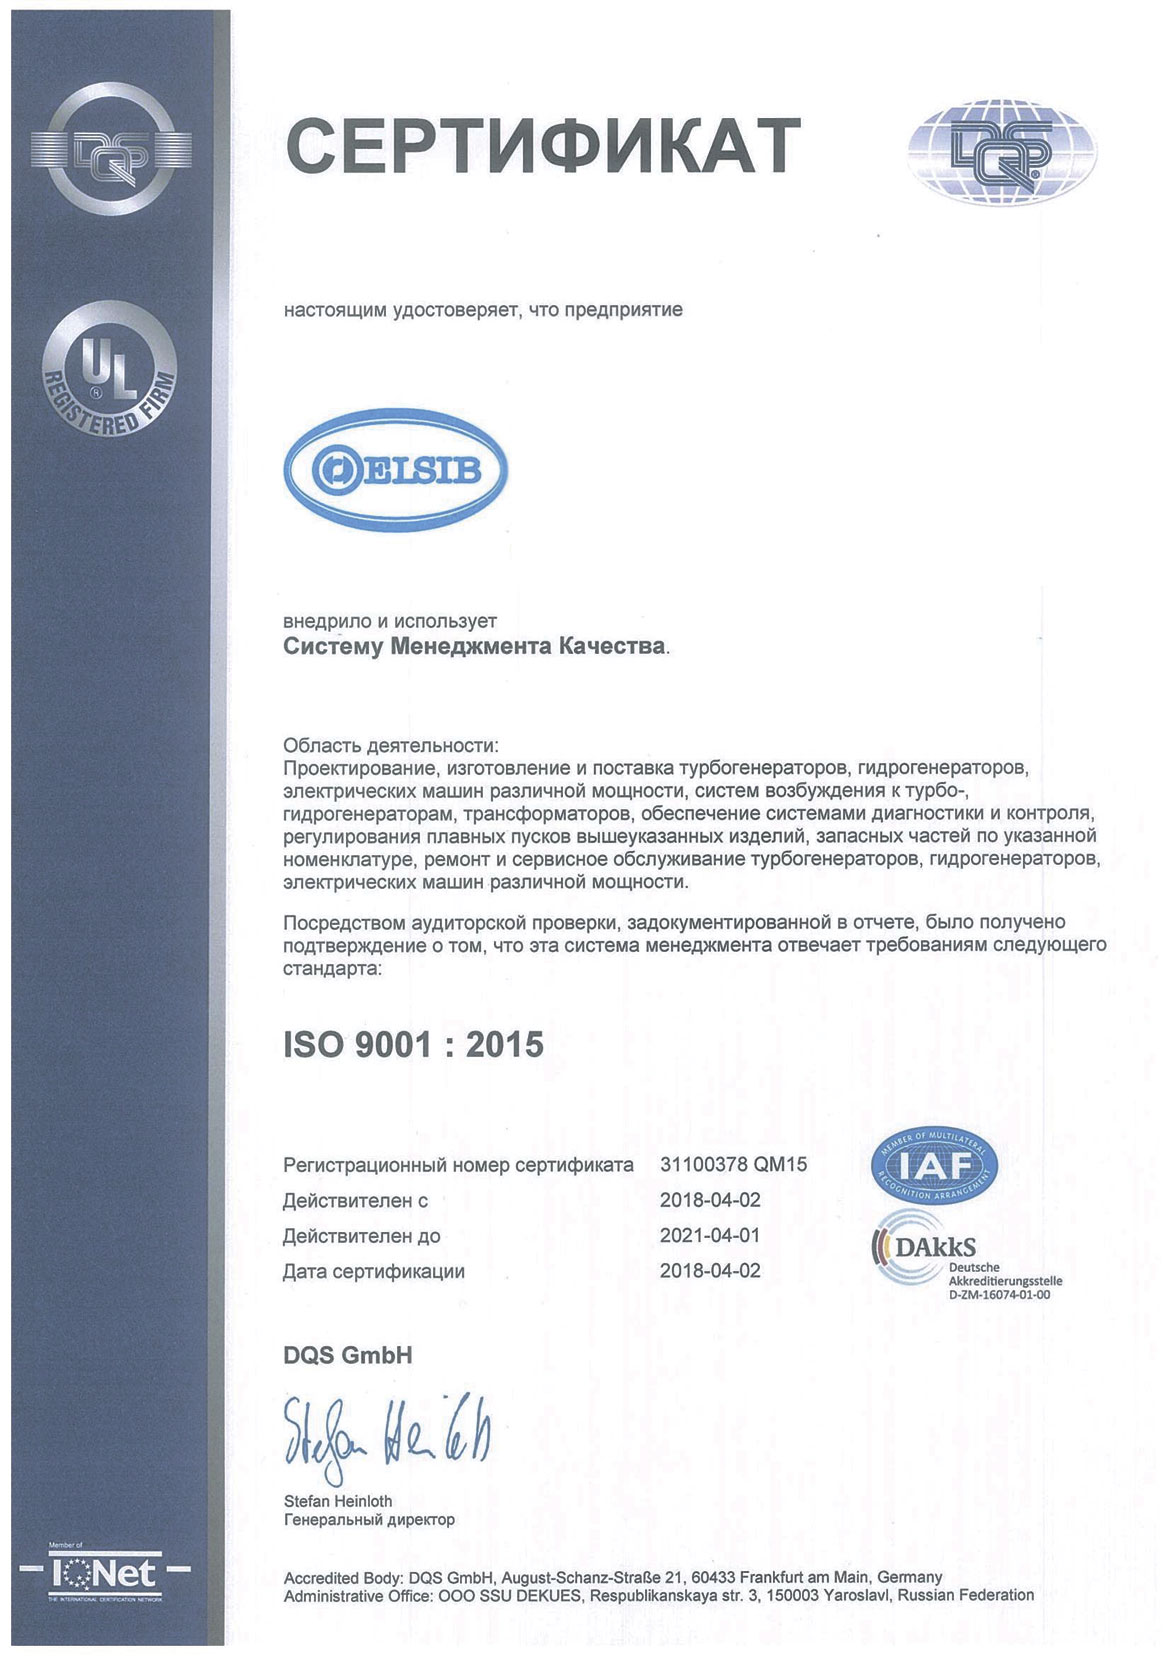 DQS
СЕРТИФИКАТ
DQS®
настоящим удостоверяет, что предприятие
UL
®
REGISTERED FIRM
ELSIB
внедрило и использует
Систему Менеджмента Качества.
Область деятельности:
Проектирование, изготовление и поставка турбогенераторов, гидрогенераторов,
электрических машин различной мощности, систем возбуждения к турбо-,
гидрогенераторам, трансформаторов, обеспечение системами диагностики и контроля,
регулирования плавных пусков вышеуказанных изделий, запасных частей по указанной
номенклатуре, ремонт и сервисное обслуживание турбогенераторов, гидрогенераторов,
электрических машин различной мощности.
Посредством аудиторской проверки, задокументированной в отчете, было получено
подтверждение о том, что эта система менеджмента отвечает требованиям следующего
стандарта:
ISO 9001 : 2015
Регистрационный номер сертификата 31100378 QM15
Действителен с 2018-04-02
Действителен до 2021-04-01
Дата сертификации 2018-04-02
MEMBER OF MULTILATERAL
IAF
RECOGNITION ARRANGEMENT
DAkkS
Deutsche
Akkreditierungsstelle
D-ZM-16074-01-00
DQS GmbH
Stefan Heinloth
Stefan Heinloth
Генеральный директор
Member of
IQNet
THE INTERNATIONAL CERTIFICATION NETWORK
Accredited Body: DQS GmbH, August-Schanz-Straße 21, 60433 Frankfurt am Main, Germany
Administrative Office: OOO SSU DEKUES, Respublikanskaya str. 3, 150003 Yaroslavl, Russian Federation